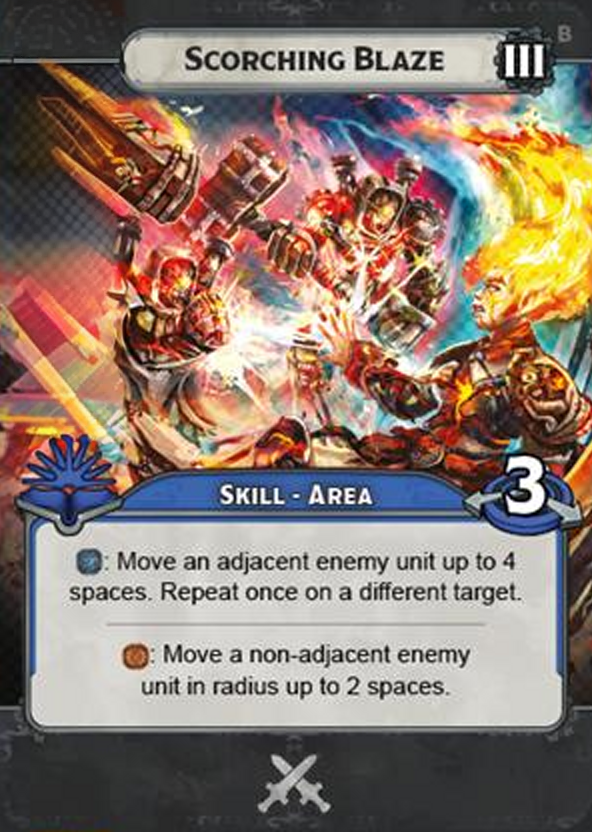 B
SCORCHING BLAZE
III
SKILL - AREA
3
: Move an adjacent enemy unit up to 4
spaces. Repeat once on a different target.
: Move a non-adjacent enemy
unit in radius up to 2 spaces.